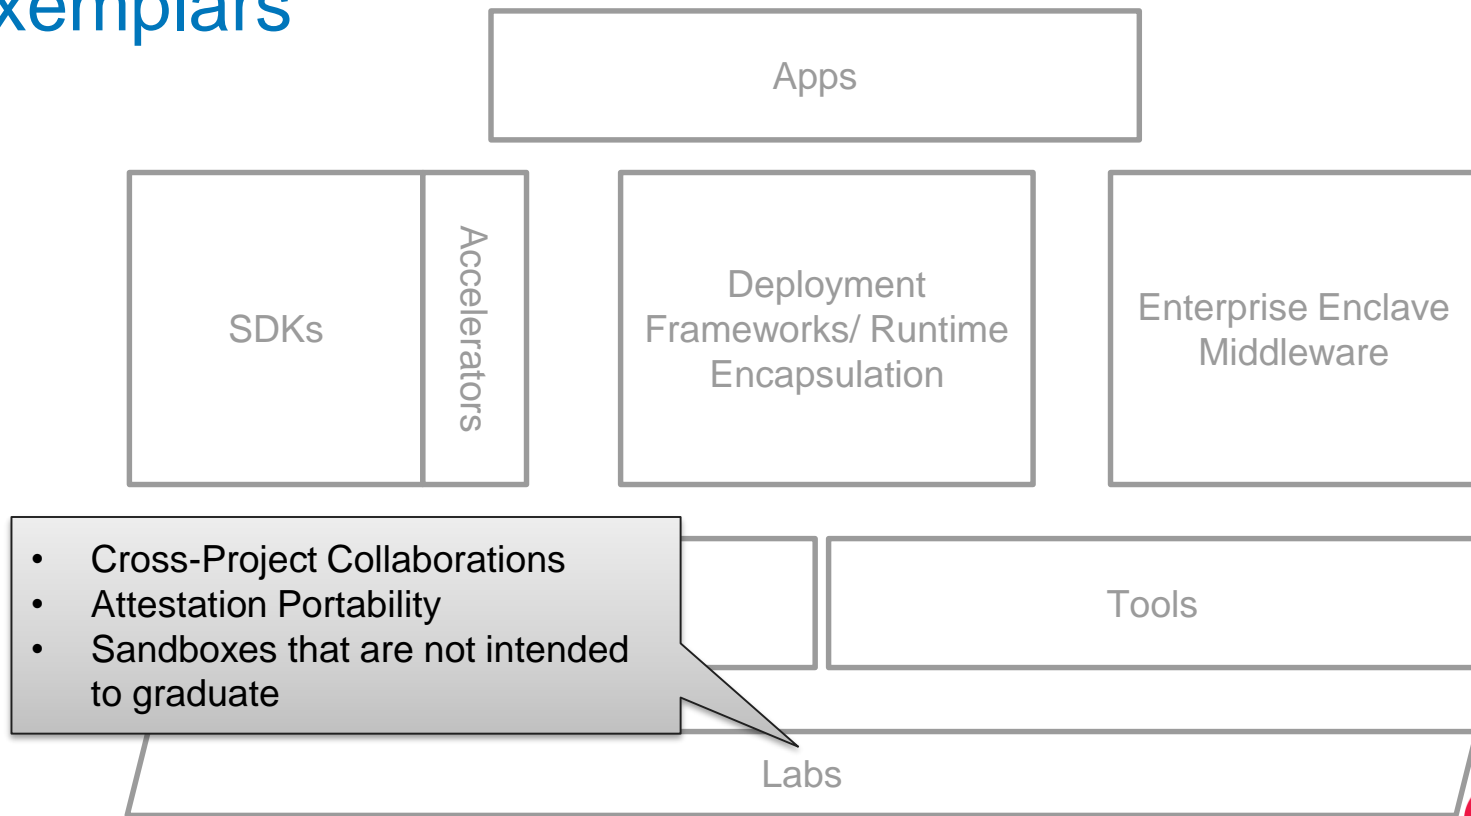 xemplars
Apps
SDKs
Accelerators
Deployment
Frameworks/ Runtime
Encapsulation
Enterprise Enclave
Middleware
• Cross-Project Collaborations
• Attestation Portability
• Sandboxes that are not intended
to graduate
Tools
Labs